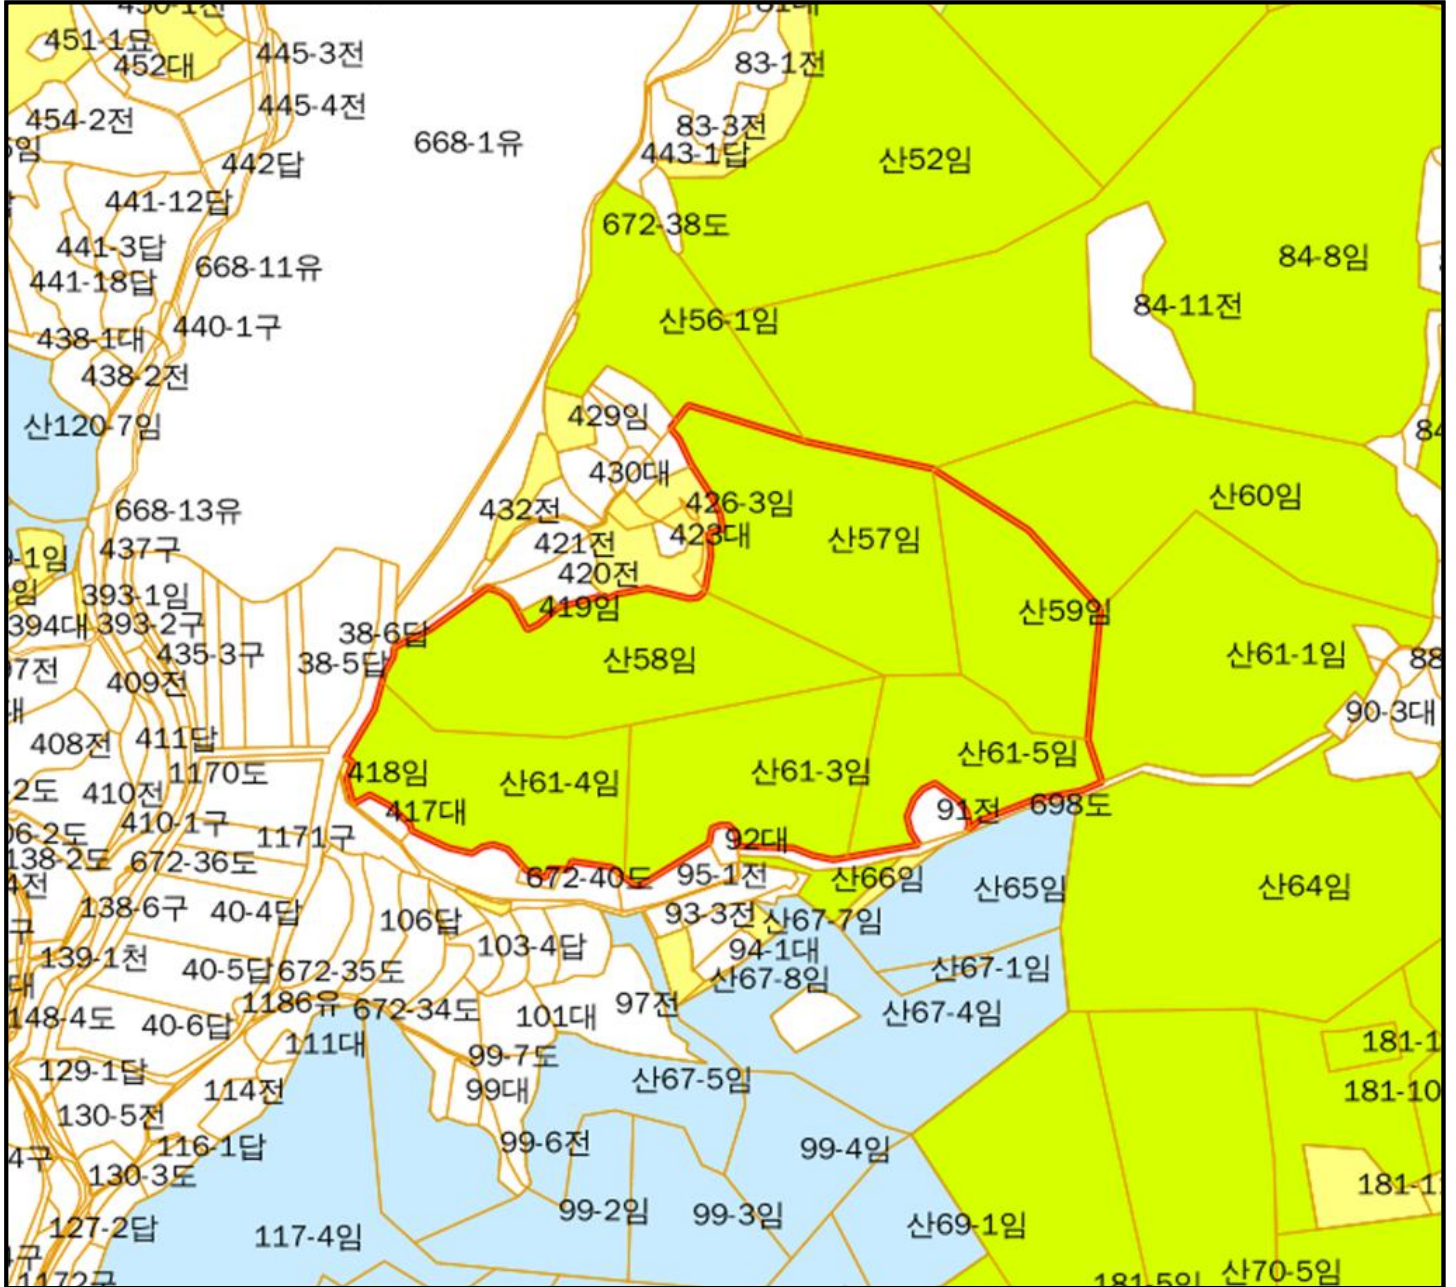 451-1묘
452대
445-3전
83-1전
454-2전
445-4전
83-3전
443-1답
668-1유
442답
산52임
441-12답
672-38도
441-3답
441-18답
668-11유
84-8임
84-11전
440-1구
438-1대
산56-1임
438-2전
산120-7임
429임
430대
668-13유
432전
426-3임
423대
산57임
산60임
437구
421전
420전
393-1임
419임
산59임
394대
393-2구
38-6답
435-3구
38-5답
산58임
산61-1임
409전
408전
411답
90-3대
1170도
418임
산61-4임
산61-3임
산61-5임
410전
417대
91전
698도
410-1구
1171구
92대
138-2도
672-36도
672-40도
95-1전
산66임
산65임
산64임
138-6구
40-4답
106답
93-3전
산67-7임
103-4답
94-1대
139-1천
40-5답
672-35도
산67-8임
산67-1임
1186유
672-34도
97전
101대
산67-4임
148-4도
40-6답
111대
99-7도
129-1답
114전
99대
산67-5임
181-10
130-5전
116-1답
99-6전
99-4임
130-3도
127-2답
117-4임
99-2임
99-3임
산69-1임
산70-5임
181-5임
1172구